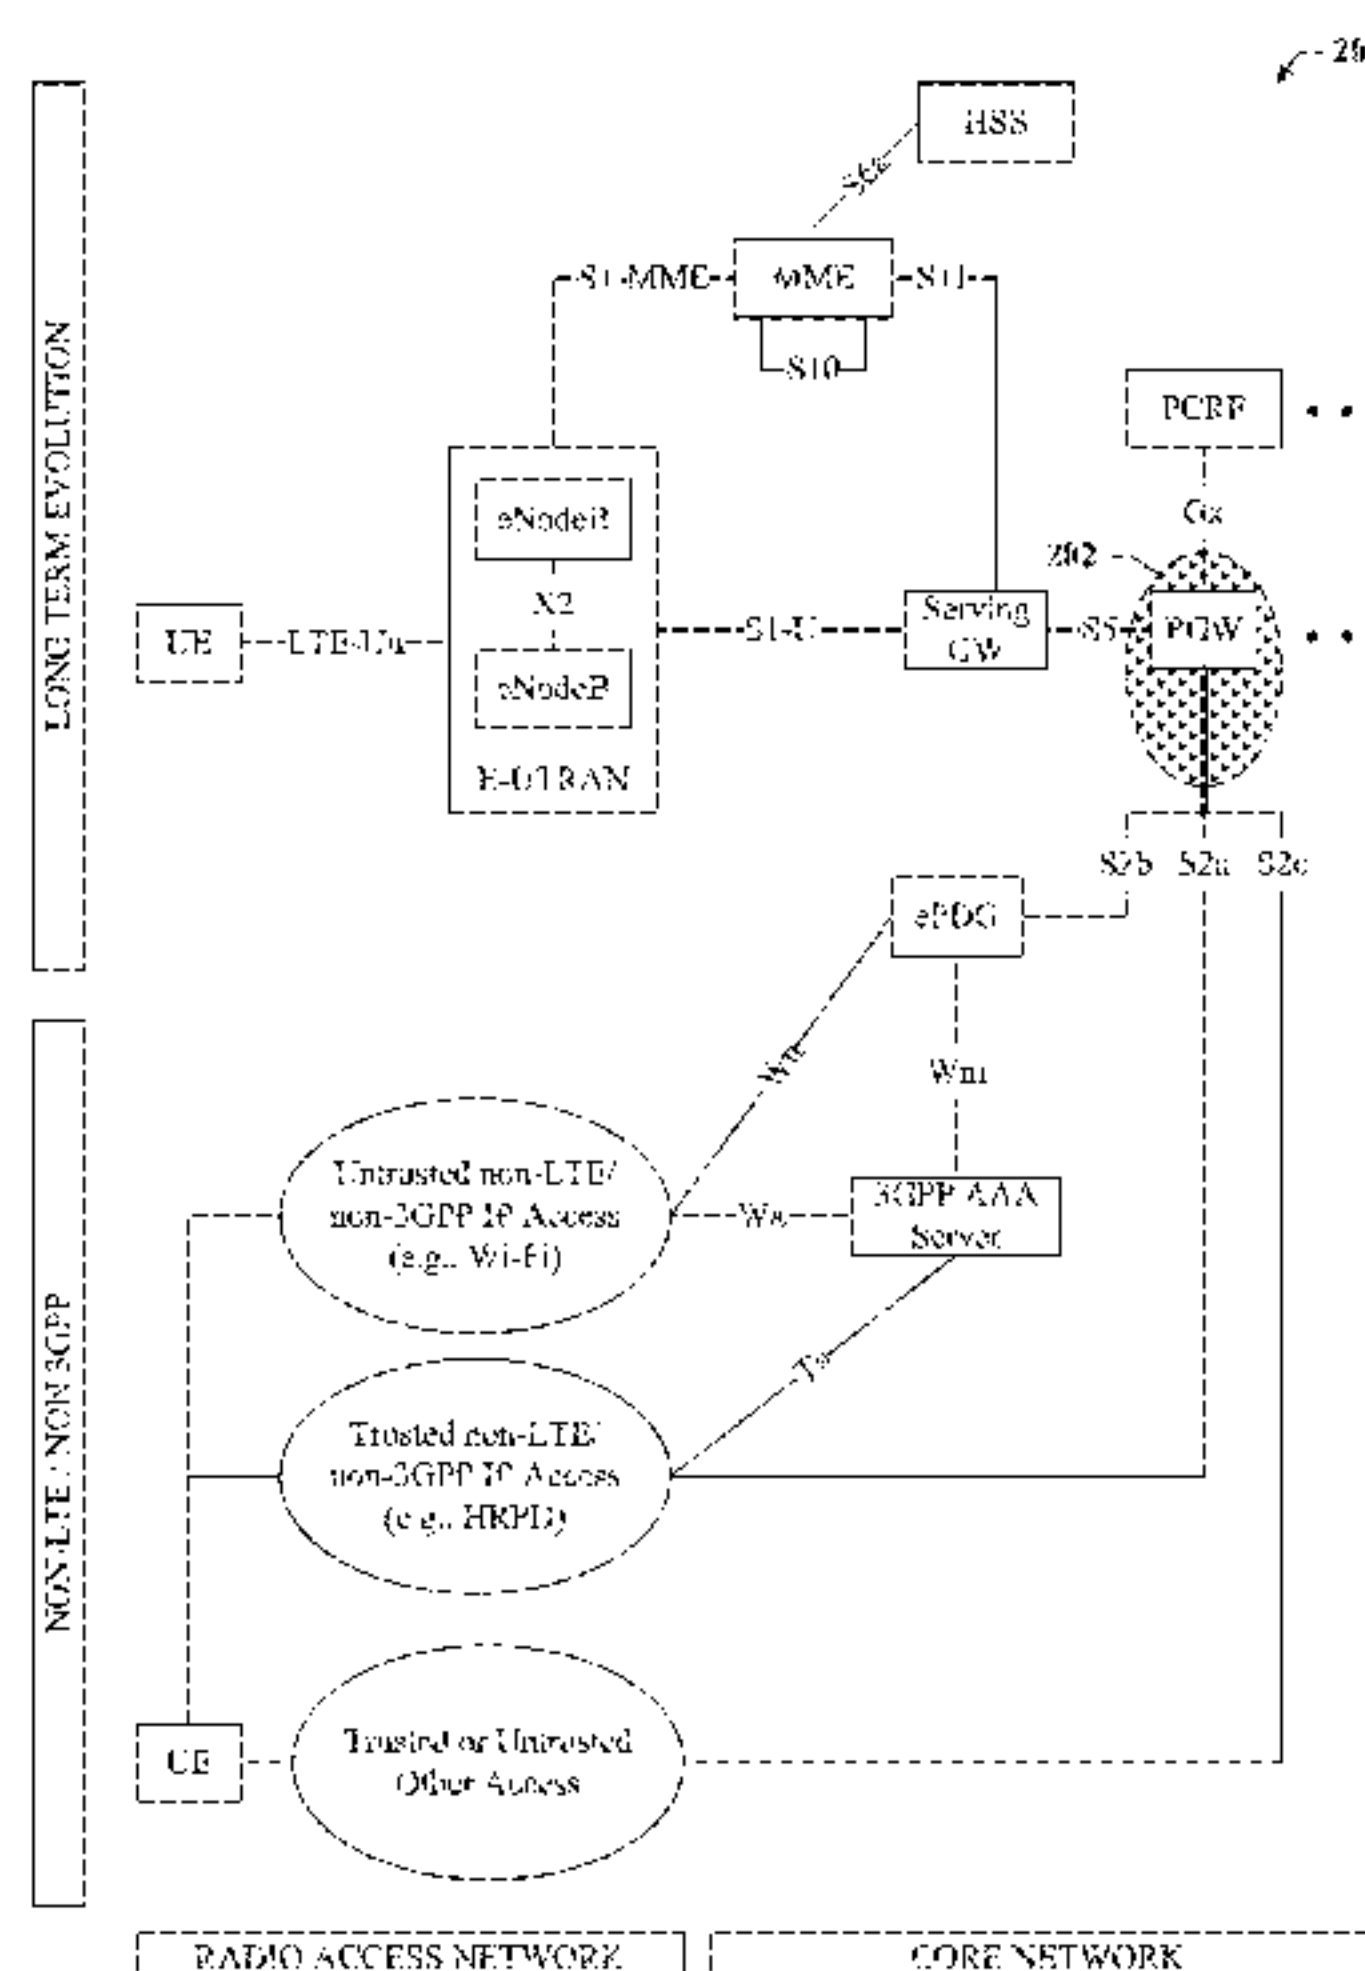 HSS
S1-MME
MME
S11
S10
LONG TERM EVOLUTION
PCRF
eNodeB
Gx
X2
202
UE
LTE-Uu
S1-U
Serving
GW
S5
PGW
eNodeB
E-UTRAN
S2b
S2a
S2c
ePDG
Wn
Wm
Untrusted non-LTE/
non-3GPP IP Access
(e.g., Wi-Fi)
Wa
3GPP AAA
Server
NON-LTE / NON 3GPP
Trusted non-LTE/
non-3GPP IP Access
(e.g., HRPD)
UE
Trusted or Untrusted
Other Access
RADIO ACCESS NETWORK
CORE NETWORK